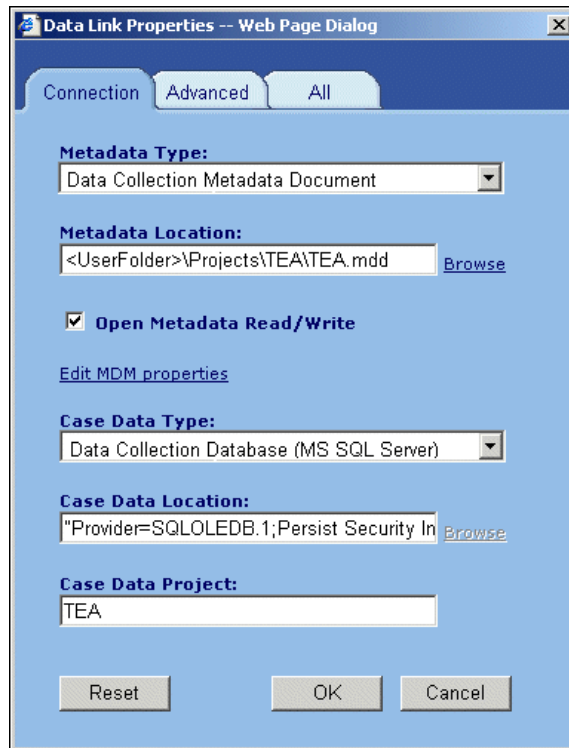 Data Link Properties -- Web Page Dialog
Connection Advanced All
Metadata Type:
Data Collection Metadata Document
Metadata Location:
<UserFolder>\Projects\TEA\TEA.mdd Browse
Open Metadata Read/Write
Edit MDM properties
Case Data Type:
Data Collection Database (MS SQL Server)
Case Data Location:
"Provider=SQLOLEDB.1;Persist Security In Browse
Case Data Project:
TEA
Reset OK Cancel